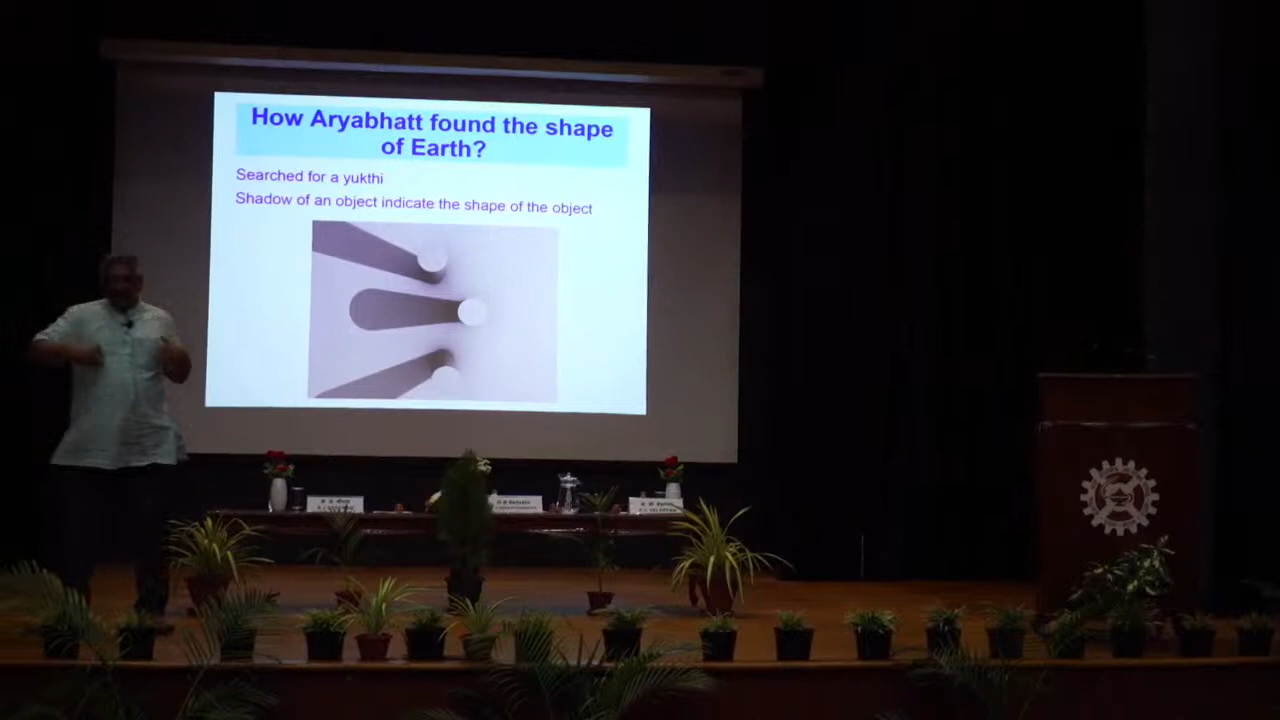 How Aryabhatt found the shape
of Earth?
Searched for a yukthi
Shadow of an object indicate the shape of the object